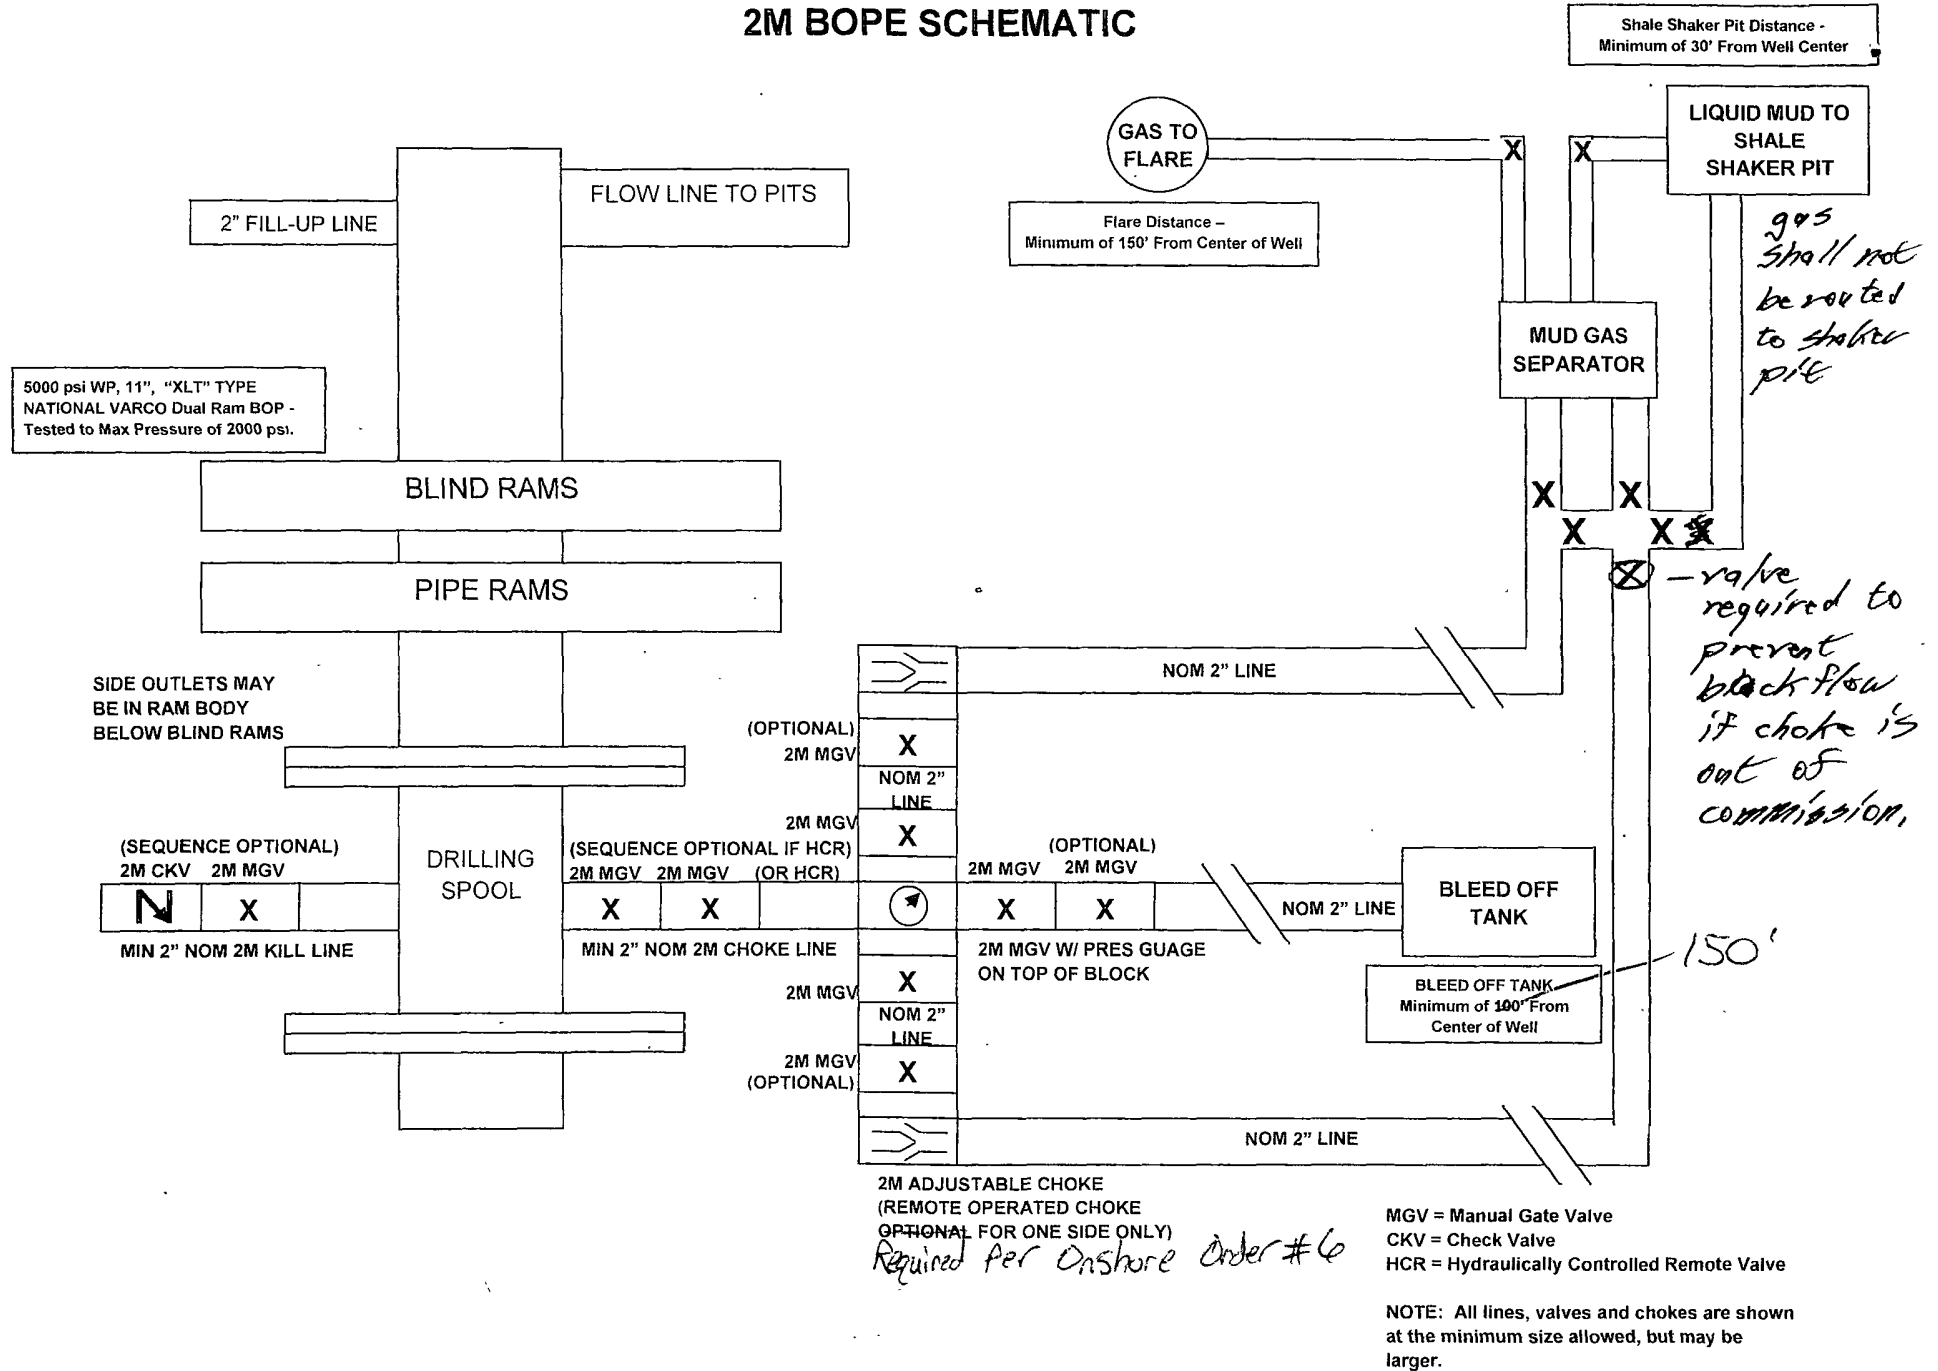 2M BOPE SCHEMATIC
Shale Shaker Pit Distance -
Minimum of 30' From Well Center
LIQUID MUD TO
SHALE
SHAKER PIT
GAS TO
FLARE
X
X
FLOW LINE TO PITS
2" FILL-UP LINE
Flare Distance –
Minimum of 150' From Center of Well
gas
shall not
be routed
to shaker
pit
MUD GAS
SEPARATOR
5000 psi WP, 11", "XLT" TYPE
NATIONAL VARCO Dual Ram BOP -
Tested to Max Pressure of 2000 psi.
BLIND RAMS
X
X
X
X
X
PIPE RAMS
X
- valve
required to
prevent
backflow
if choke is
out of
commission.
NOM 2" LINE
SIDE OUTLETS MAY
BE IN RAM BODY
BELOW BLIND RAMS
(OPTIONAL)
2M MGV
X
NOM 2"
LINE
2M MGV
X
(SEQUENCE OPTIONAL)
2M CKV 2M MGV
N X
MIN 2" NOM 2M KILL LINE
DRILLING
SPOOL
(SEQUENCE OPTIONAL IF HCR)
2M MGV 2M MGV (OR HCR)
X X
MIN 2" NOM 2M CHOKE LINE
(OPTIONAL)
2M MGV 2M MGV
X X
2M MGV W/ PRES GUAGE
ON TOP OF BLOCK
NOM 2" LINE
BLEED OFF
TANK
150'
BLEED OFF TANK
Minimum of 100' From
Center of Well
2M MGV
X
NOM 2"
LINE
2M MGV
(OPTIONAL)
X
NOM 2" LINE
2M ADJUSTABLE CHOKE
(REMOTE OPERATED CHOKE
OPTIONAL FOR ONE SIDE ONLY)
Required Per Onshore Order #6
MGV = Manual Gate Valve
CKV = Check Valve
HCR = Hydraulically Controlled Remote Valve
NOTE: All lines, valves and chokes are shown
at the minimum size allowed, but may be
larger.